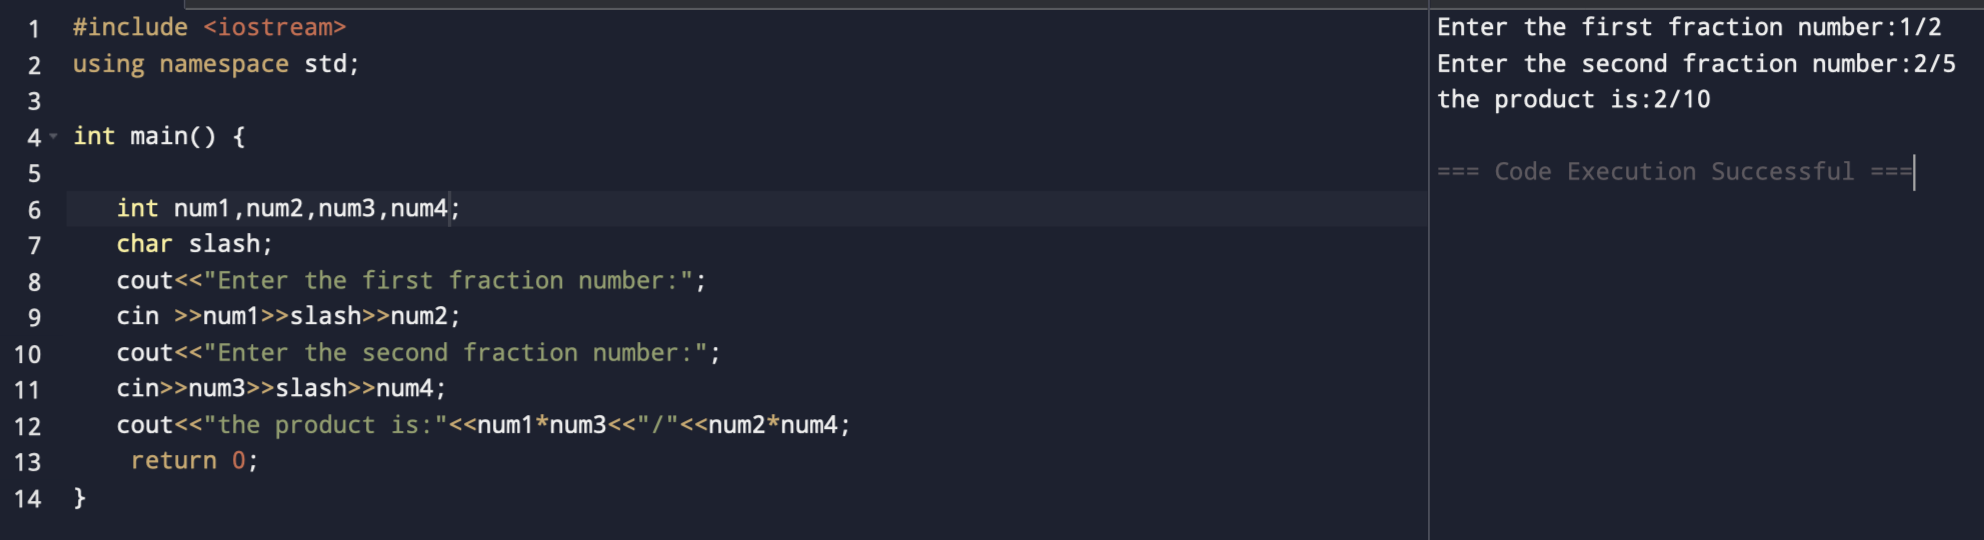 1 #include <iostream>
2 using namespace std;
3
4 int main() {
5
6 int num1,num2,num3,num4;
7 char slash;
8 cout<<"Enter the first fraction number:";
9 cin >>num1>>slash>>num2;
10 cout<<"Enter the second fraction number:";
11 cin>>num3>>slash>>num4;
12 cout<<"the product is:"<<num1*num3<<"/"<<num2*num4;
13 return 0;
14 }
Enter the first fraction number:1/2
Enter the second fraction number:2/5
the product is:2/10
=== Code Execution Successful ===